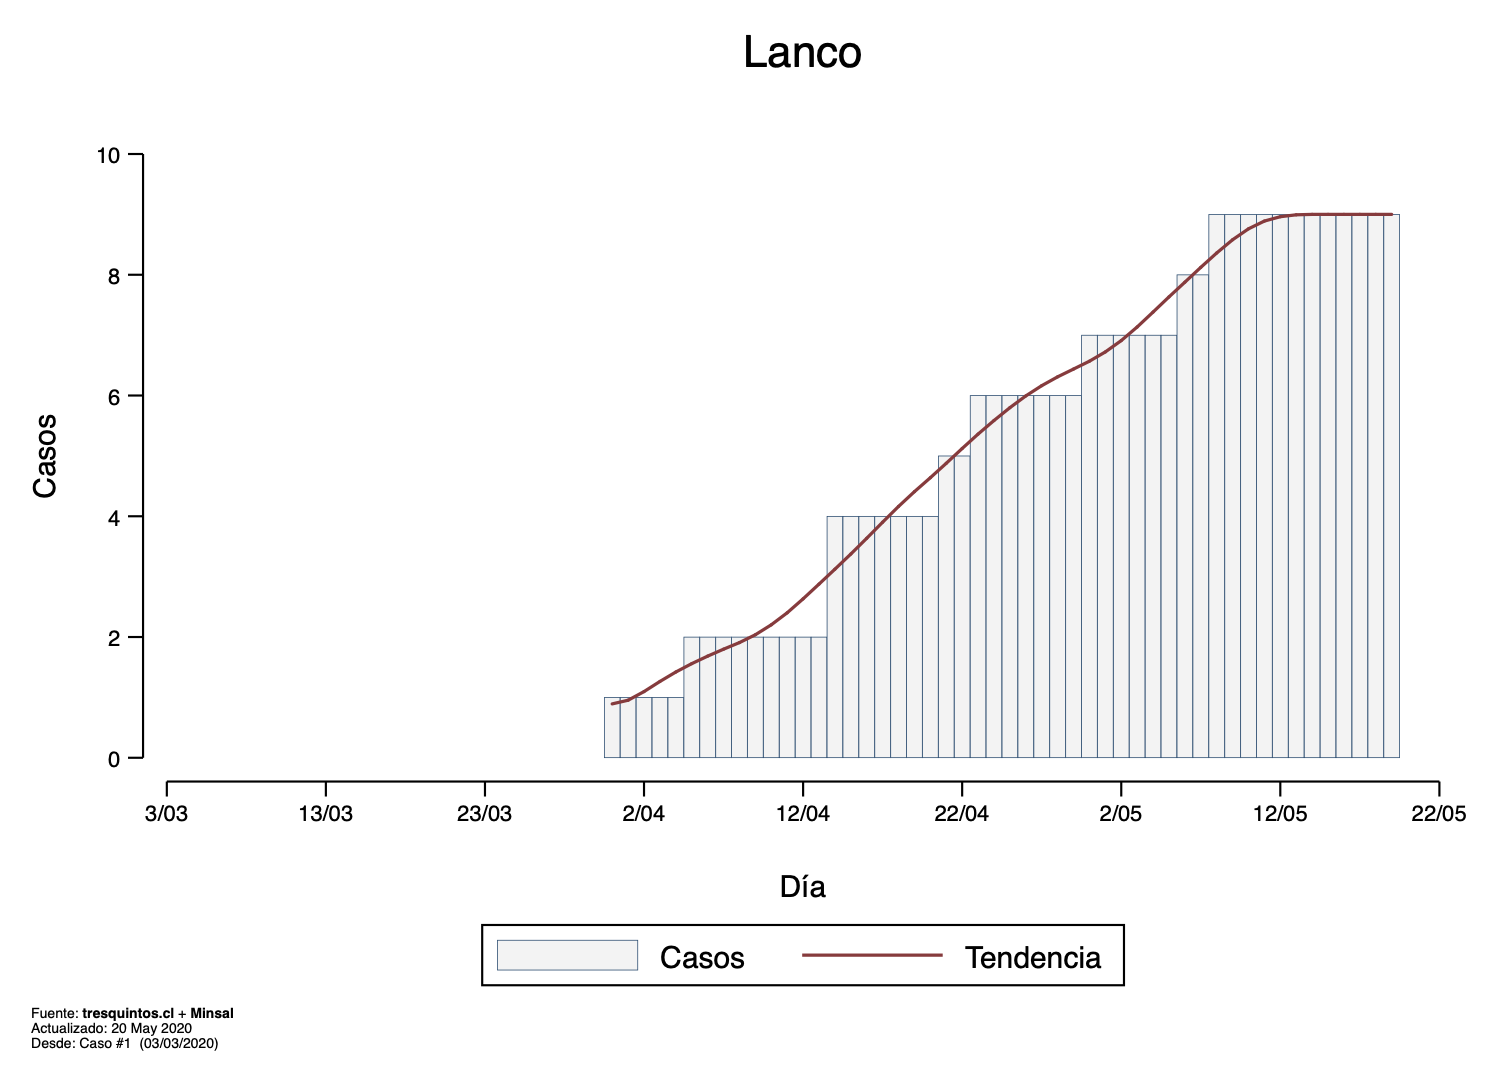 Lanco
10
8
6
4
2
0
Casos
3/03 13/03 23/03 2/04 12/04 22/04 2/05 12/05 22/05
Día
Casos Tendencia
Fuente: tresquintos.cl + Minsal
Actualizado: 20 May 2020
Desde: Caso #1 (03/03/2020)